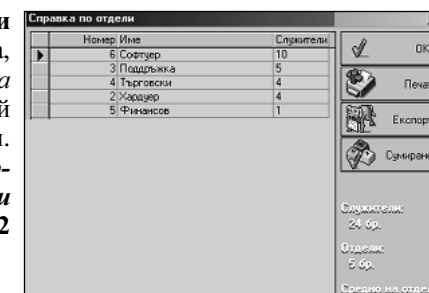 и
а,
а
й
и.
о-
и
2
Справка по отдели
Номер Име Служители
6 Софтуер 10
3 Поддръжка 5
4 Търговски 4
2 Хардуер 4
5 Финансов 1
OK
Печат
Експорт
Сумиране
Служители:
24 бр.
Отдели:
5 бр.
Средно на отдел